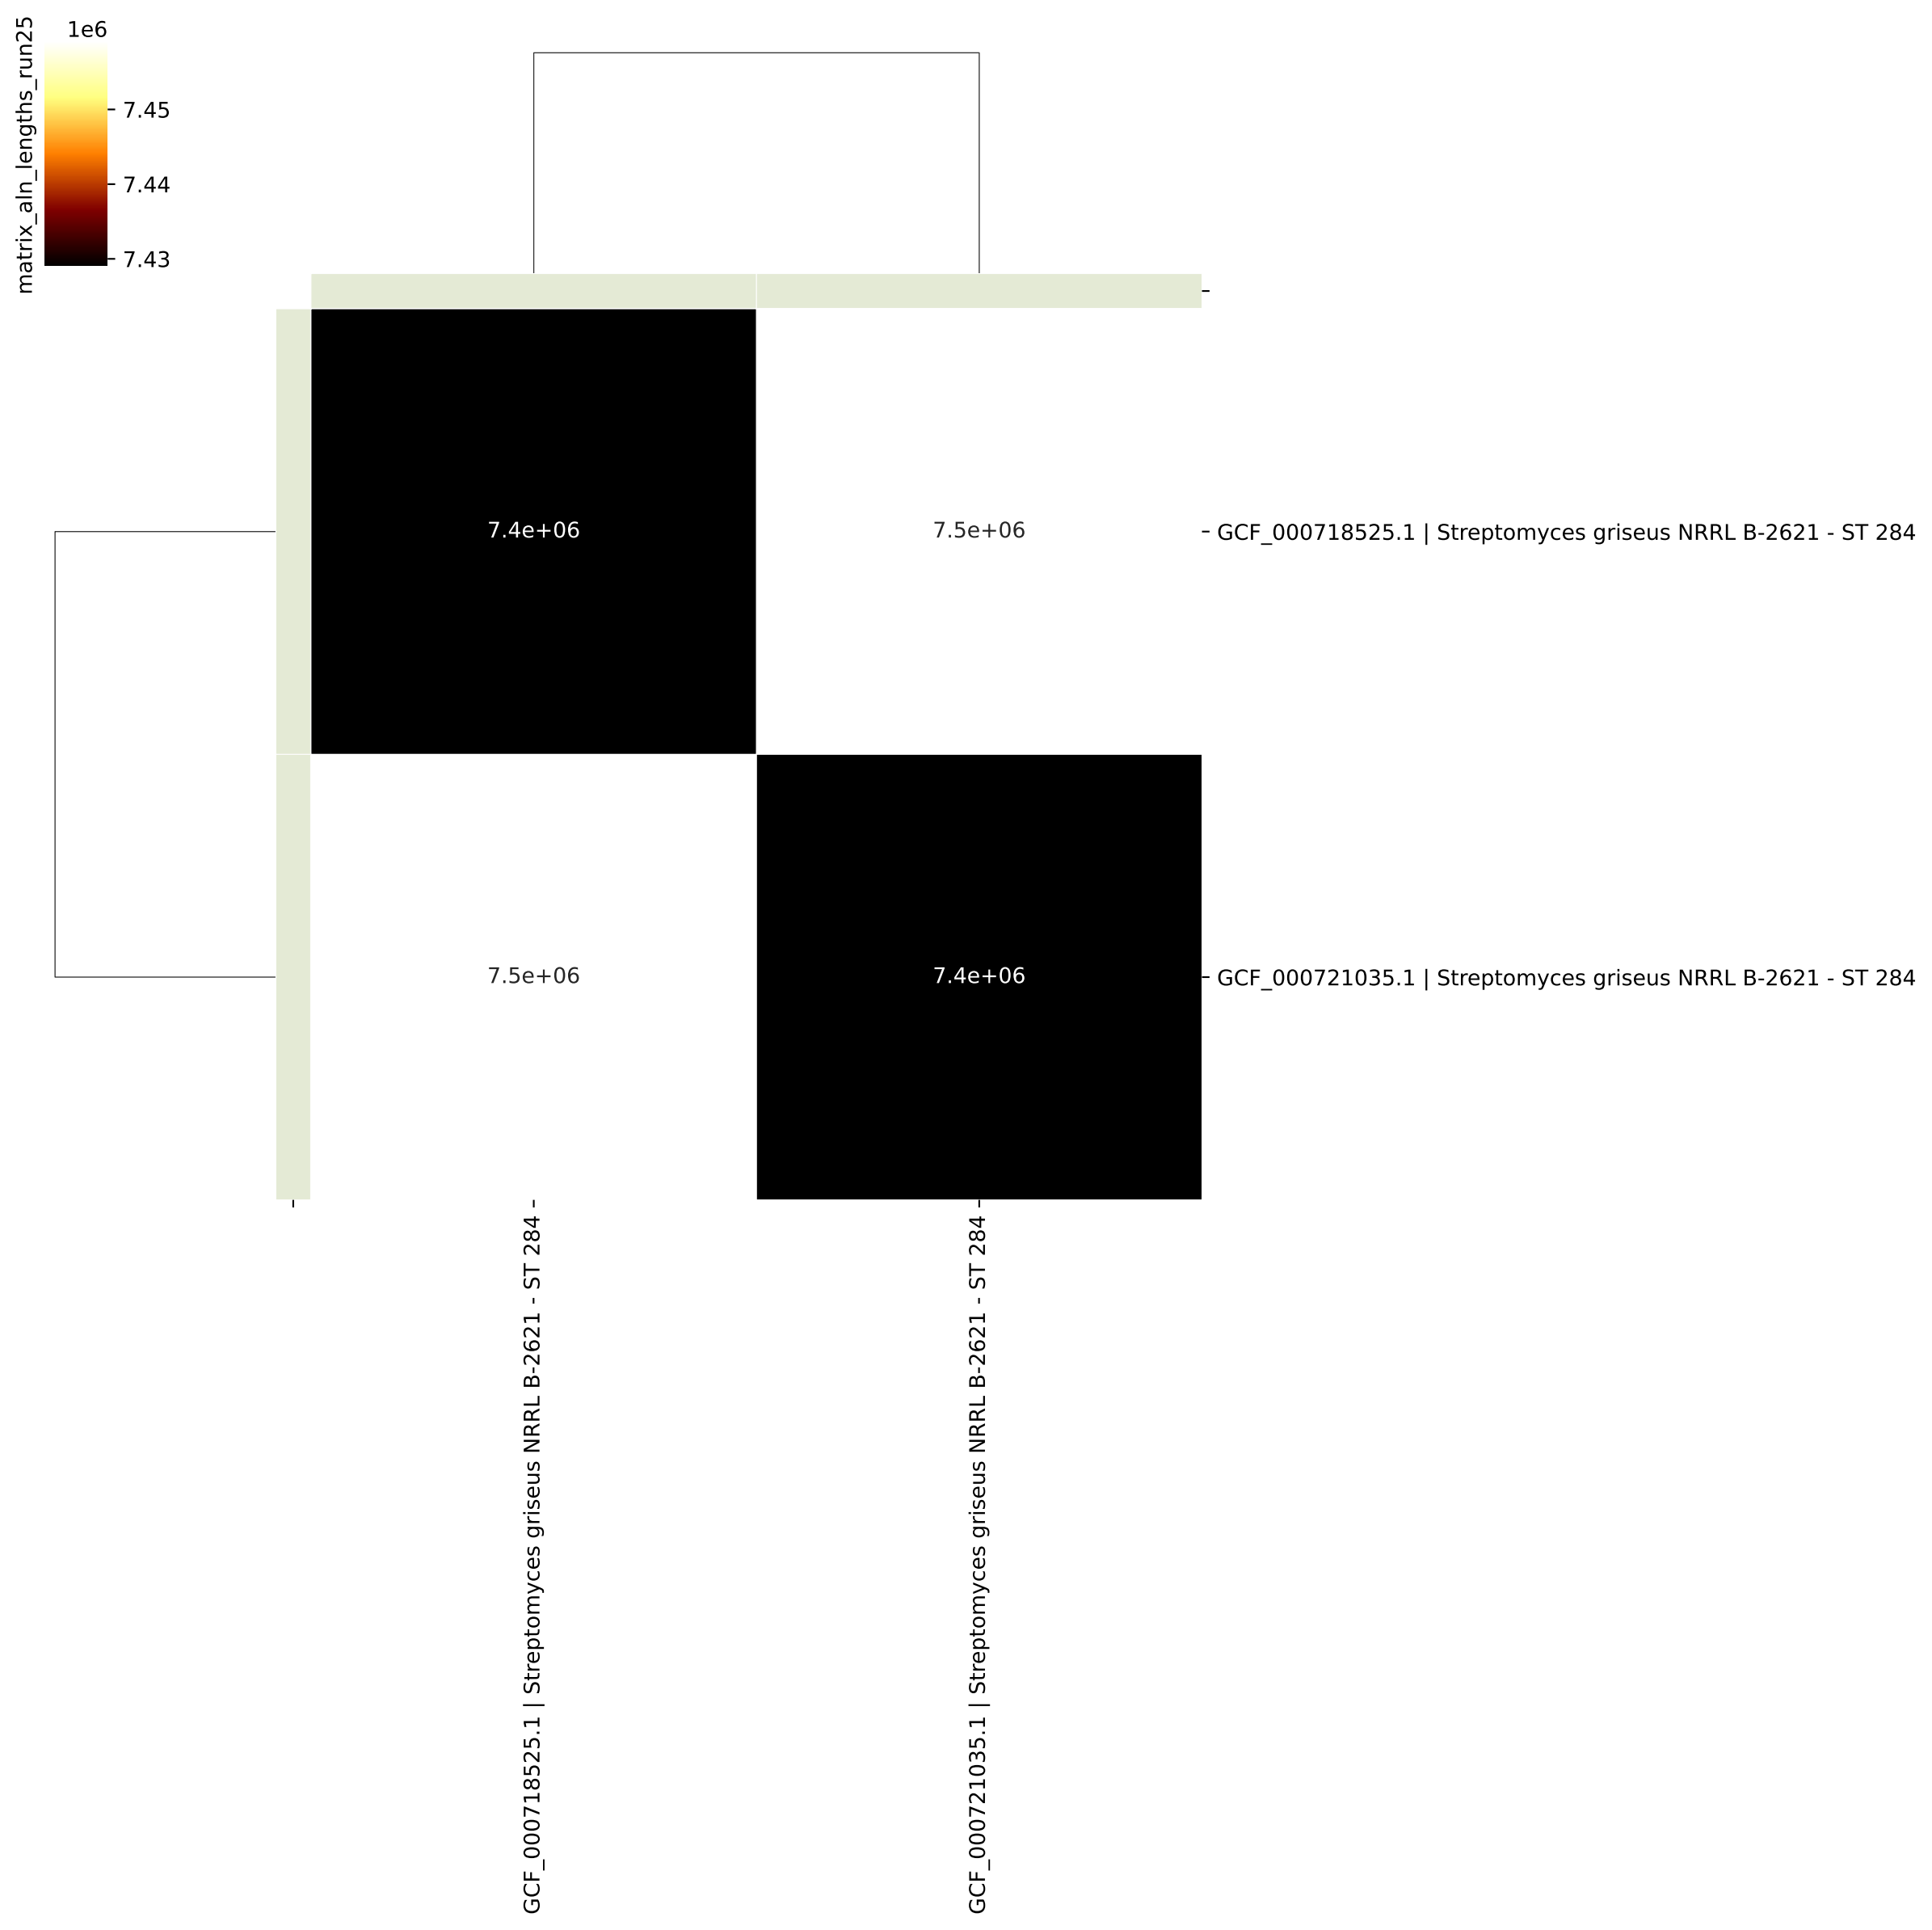 matrix_aln_lengths_run25
1e6
7.45
7.44
7.43
7.4e+06
7.5e+06
GCF_000718525.1 | Streptomyces griseus NRRL B-2621 - ST 284
7.5e+06
7.4e+06
GCF_000721035.1 | Streptomyces griseus NRRL B-2621 - ST 284
GCF_000718525.1 | Streptomyces griseus NRRL B-2621 - ST 284
GCF_000721035.1 | Streptomyces griseus NRRL B-2621 - ST 284